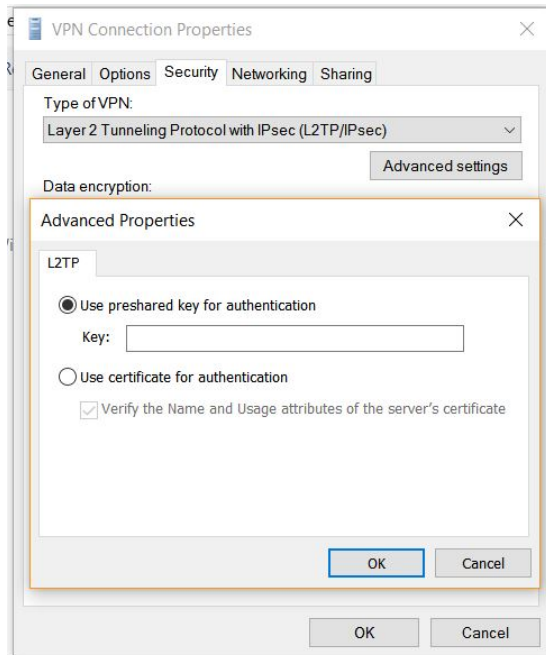 VPN Connection Properties
General Options Security Networking Sharing
Type of VPN:
Layer 2 Tunneling Protocol with IPsec (L2TP/IPsec)
Advanced settings
Data encryption:
Advanced Properties
L2TP
Use preshared key for authentication
Key:
Use certificate for authentication
Verify the Name and Usage attributes of the server's certificate
OK Cancel
OK Cancel